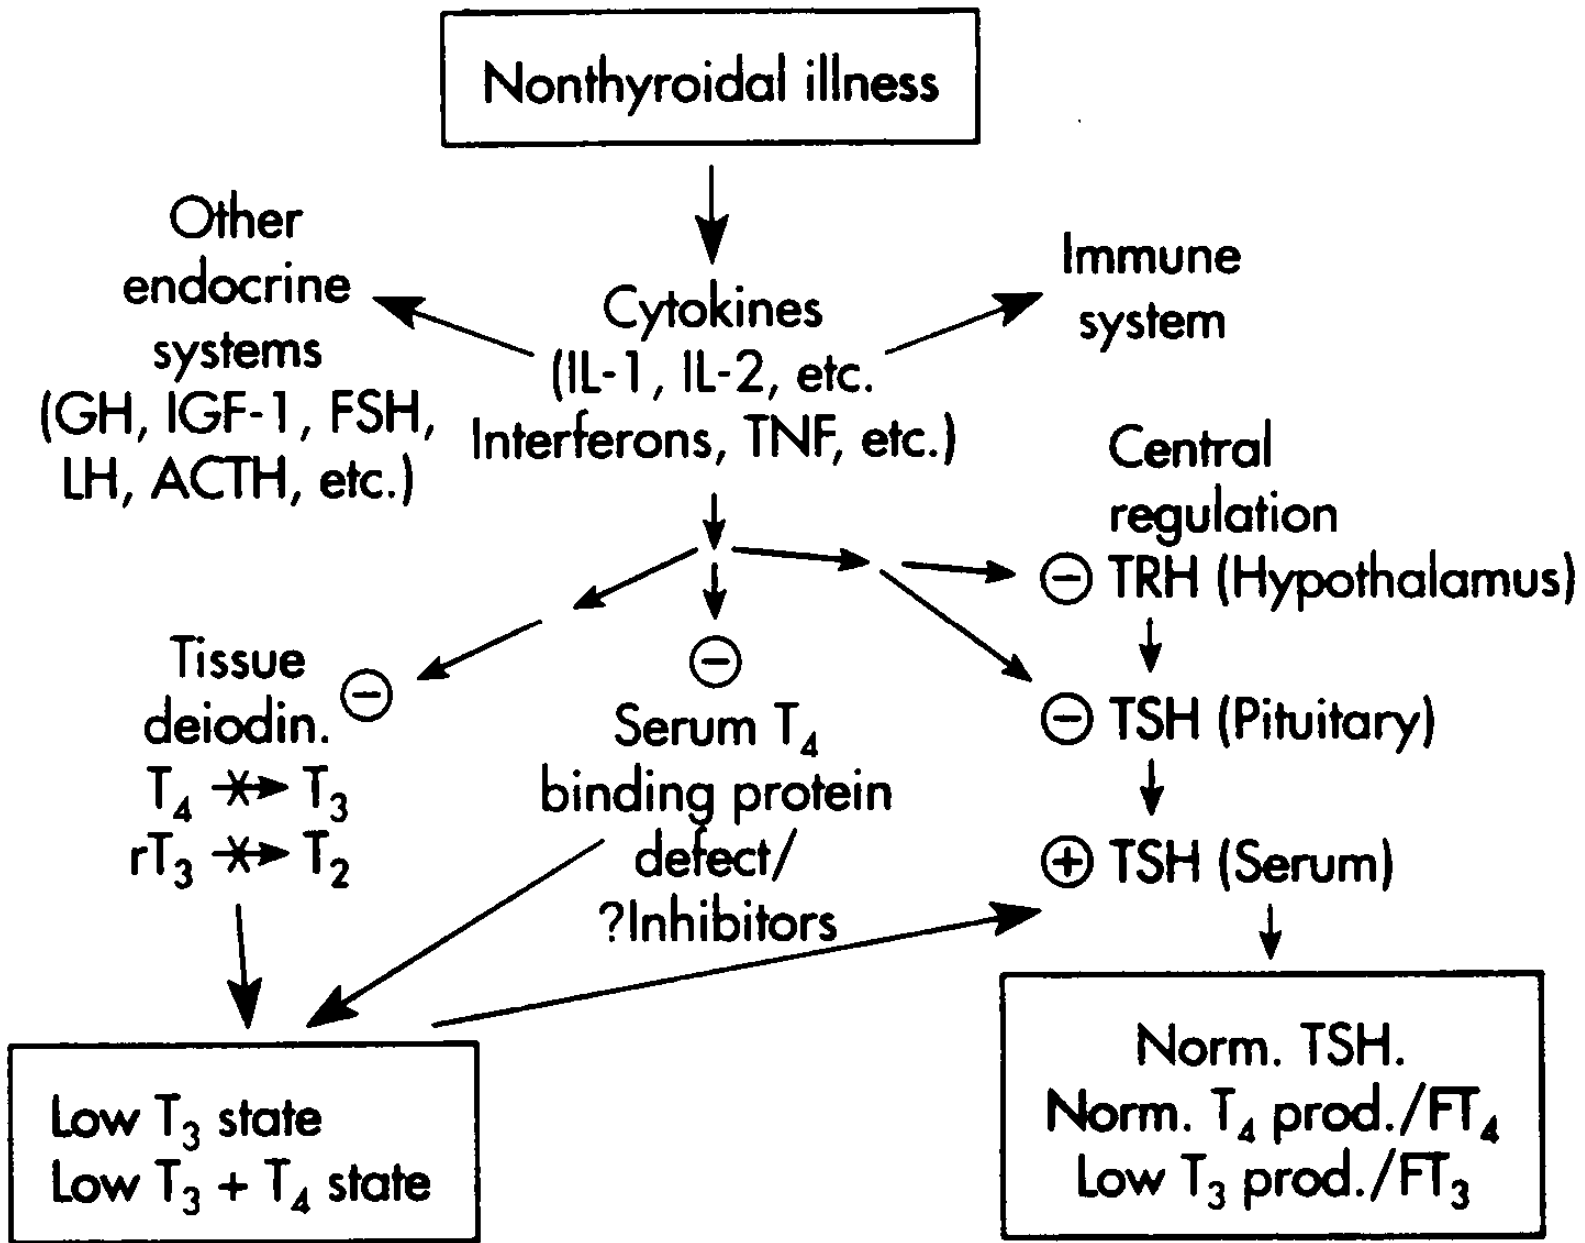 Nonthyroidal illness
Other
endocrine
systems
(GH, IGF-1, FSH,
LH, ACTH, etc.)
Cytokines
(IL-1, IL-2, etc.
Interferons, TNF, etc.)
Immune
system
Central
regulation
⊖ TRH (Hypothalamus)
⊖ TSH (Pituitary)
⊕ TSH (Serum)
Tissue
deiodin. ⊖
T₄ → T₃
rT₃ → T₂
⊖
Serum T₄
binding protein
defect/
?Inhibitors
Low T₃ state
Low T₃ + T₄ state
Norm. TSH.
Norm. T₄ prod./FT₄
Low T₃ prod./FT₃